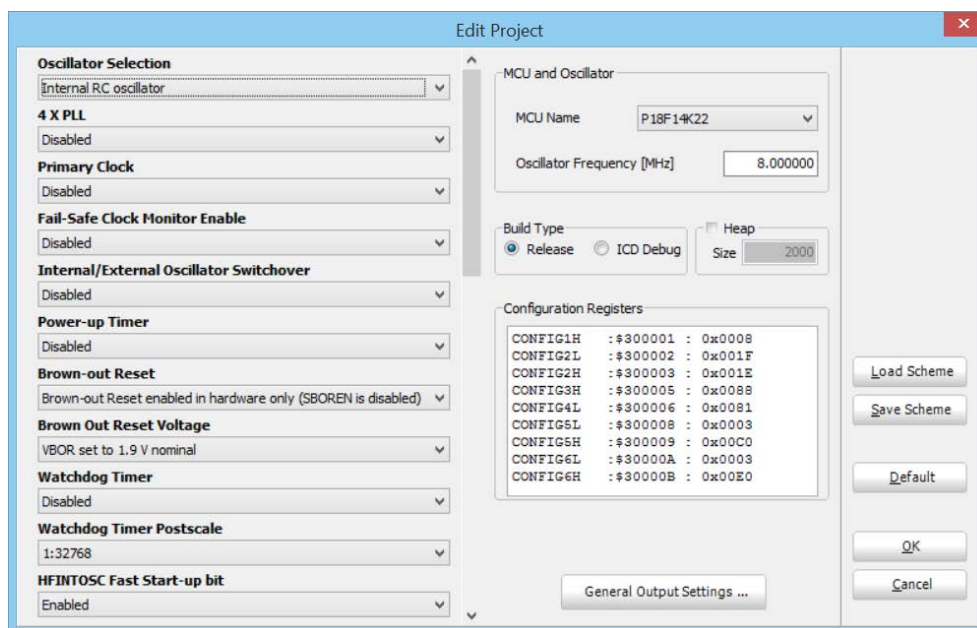 Edit Project
Oscillator Selection
Internal RC oscillator
4 X PLL
Disabled
Primary Clock
Disabled
Fail-Safe Clock Monitor Enable
Disabled
Internal/External Oscillator Switchover
Disabled
Power-up Timer
Disabled
Brown-out Reset
Brown-out Reset enabled in hardware only (SBOREN is disabled)
Brown Out Reset Voltage
VBOR set to 1.9 V nominal
Watchdog Timer
Disabled
Watchdog Timer Postscale
1:32768
HFINTOSC Fast Start-up bit
Enabled
MCU and Oscillator
MCU Name P18F14K22
Oscillator Frequency [MHz] 8.000000
Build Type
Release ICD Debug
Heap
Size 2000
Configuration Registers
CONFIG1H :$300001 : 0x0008
CONFIG2L :$300002 : 0x001F
CONFIG2H :$300003 : 0x001E
CONFIG3H :$300005 : 0x0088
CONFIG4L :$300006 : 0x0081
CONFIG5L :$300008 : 0x0003
CONFIG5H :$300009 : 0x00C0
CONFIG6L :$30000A : 0x0003
CONFIG6H :$30000B : 0x00E0
General Output Settings ...
Load Scheme
Save Scheme
Default
OK
Cancel